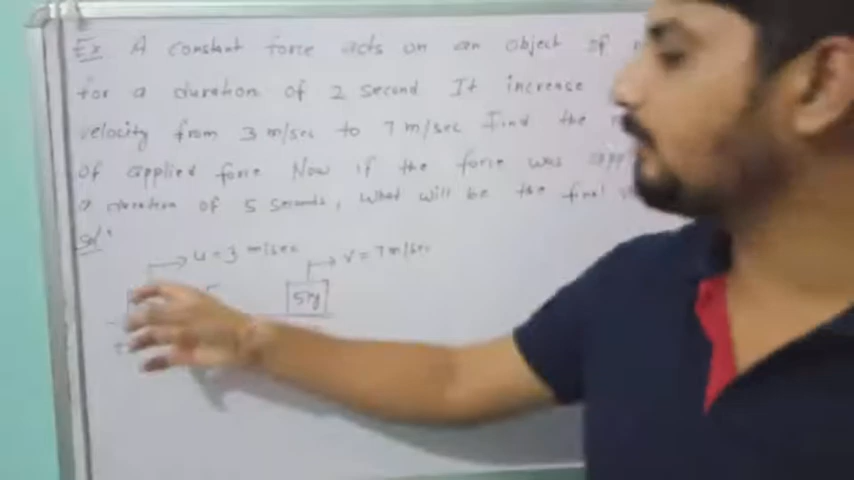 Ex A constant force acts on an object of
for a duration of 2 second It increase
velocity from 3 m/sec to 7 m/sec Find the
of applied force Now if the force was
a duration of 5 seconds, what will be the final
Sol'
u = 3 m/sec v = 7 m/sec
5kg